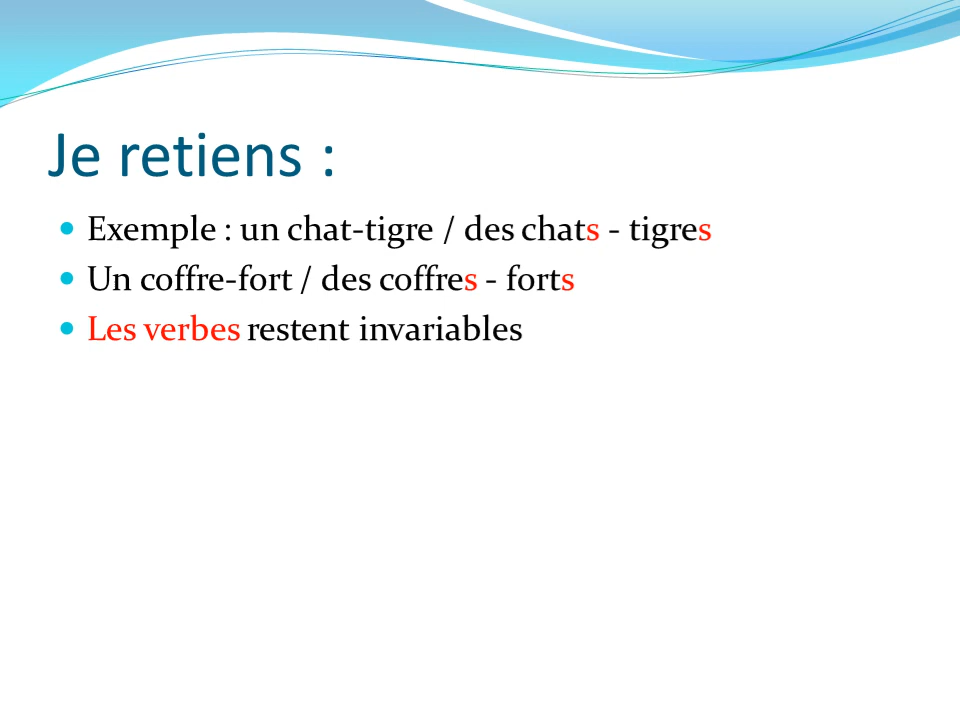 Je retiens :
Exemple : un chat-tigre / des chats - tigres
Un coffre-fort / des coffres - forts
Les verbes restent invariables